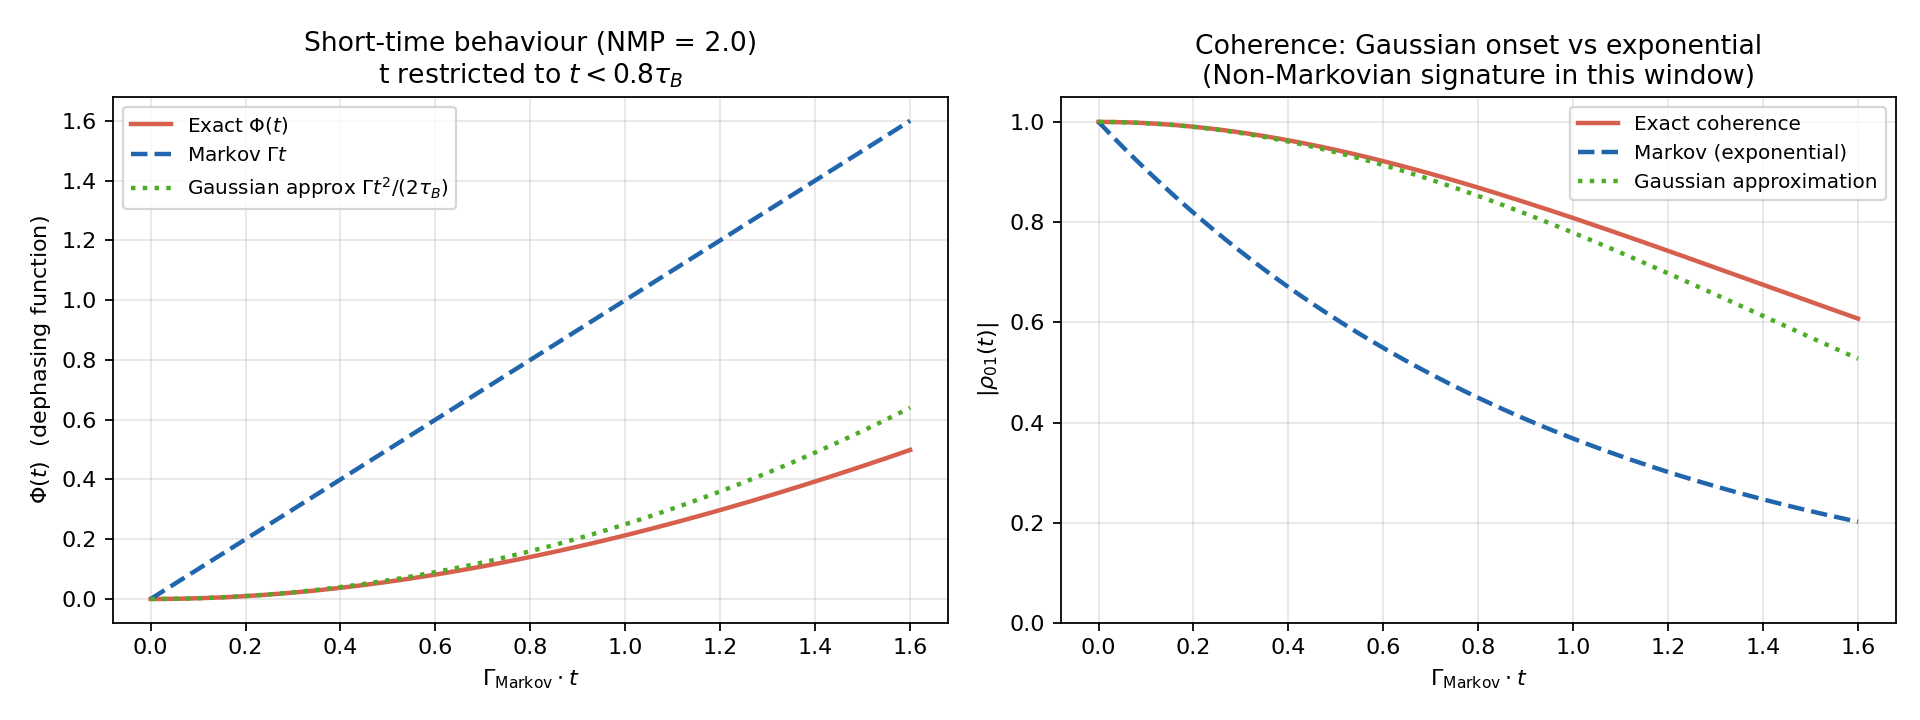 Short-time behaviour (NMP = 2.0)
t restricted to t < 0.8τ_B
Exact Φ(t)
Markov Γt
Gaussian approx Γt²/(2τ_B)
Φ(t) (dephasing function)
1.6
1.4
1.2
1.0
0.8
0.6
0.4
0.2
0.0
0.0 0.2 0.4 0.6 0.8 1.0 1.2 1.4 1.6
Γ_Markov · t
Coherence: Gaussian onset vs exponential
(Non-Markovian signature in this window)
Exact coherence
Markov (exponential)
Gaussian approximation
|ρ₀₁(t)|
1.0
0.8
0.6
0.4
0.2
0.0
0.0 0.2 0.4 0.6 0.8 1.0 1.2 1.4 1.6
Γ_Markov · t